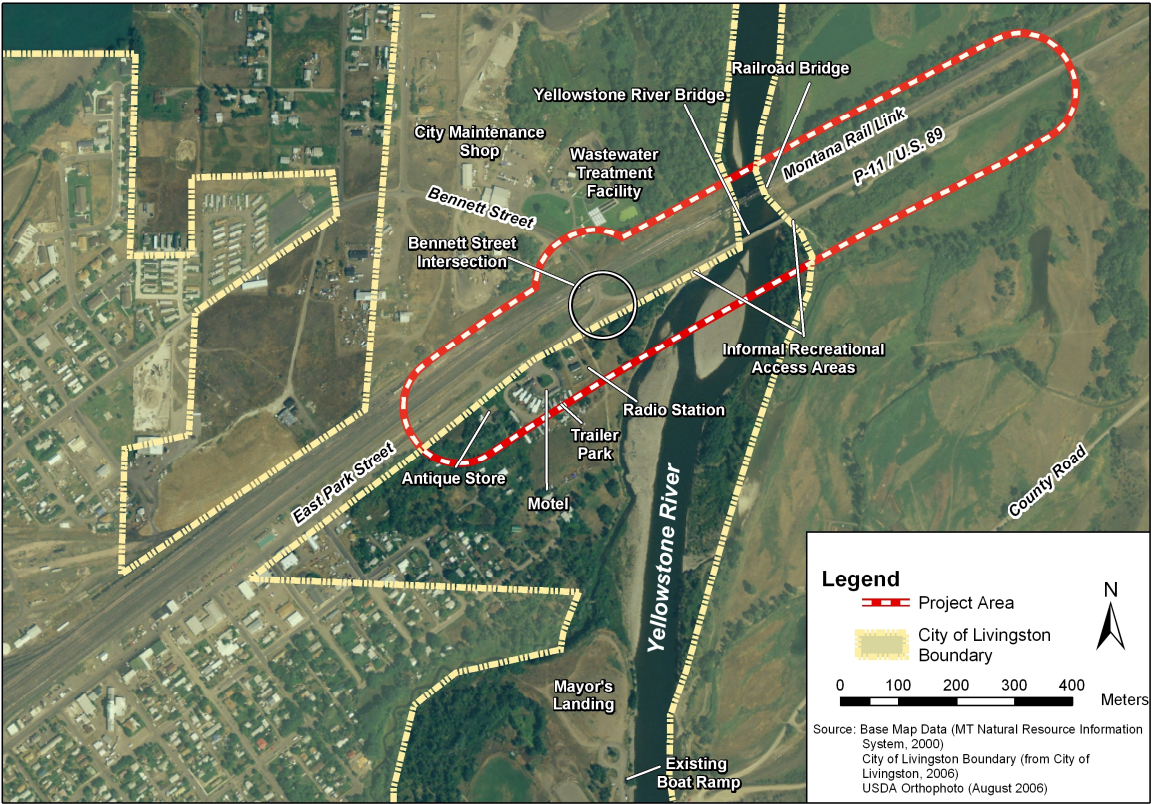 Railroad Bridge
Yellowstone River Bridge
City Maintenance
Shop
Wastewater
Treatment
Facility
Montana Rail Link
P-11 / U.S. 89
Bennett Street
Bennett Street
Intersection
Informal Recreational
Access Areas
Radio Station
Trailer
Park
Antique Store
Motel
East Park Street
Yellowstone River
County Road
Mayor's
Landing
Existing
Boat Ramp
Legend
Project Area
City of Livingston
Boundary
N
0 100 200 300 400
Meters
Source: Base Map Data (MT Natural Resource Information
System, 2000)
City of Livingston Boundary (from City of
Livingston, 2006)
USDA Orthophoto (August 2006)